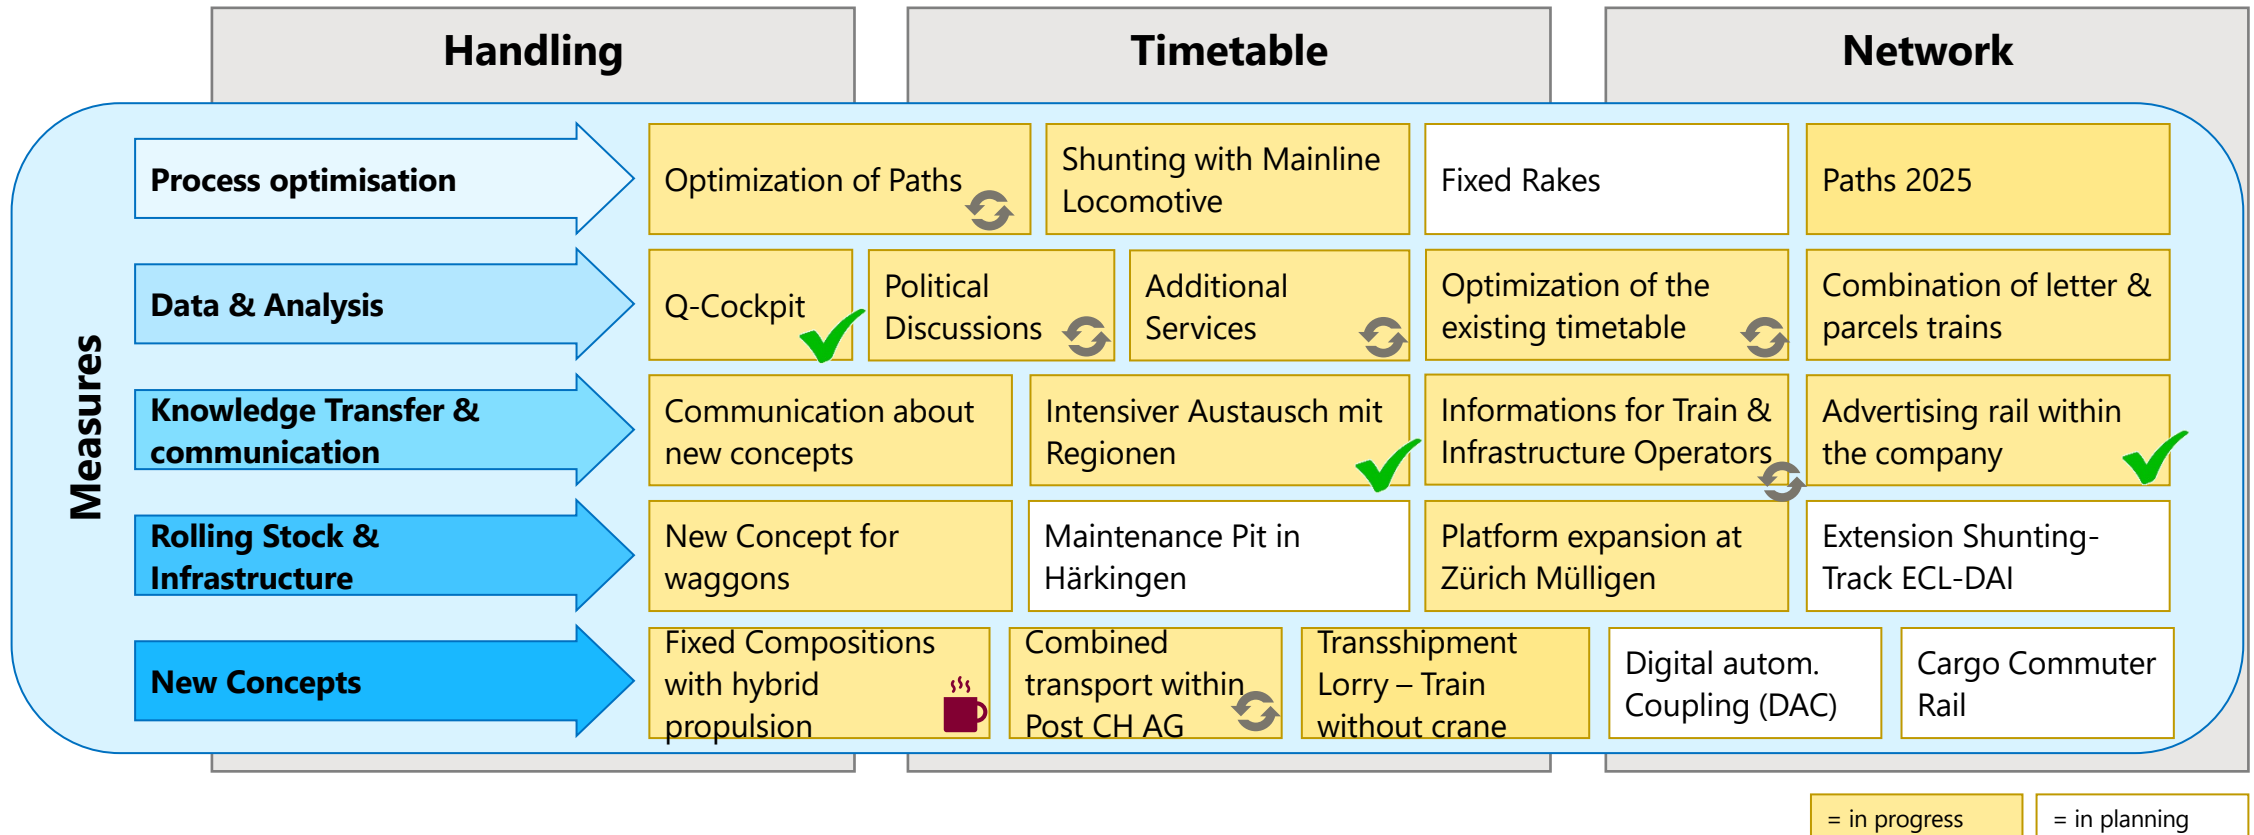 Handling
Timetable
Network
Measures
Process optimisation
Optimization of Paths
Shunting with Mainline
Locomotive
Fixed Rakes
Paths 2025
Data & Analysis
Q-Cockpit
Political
Discussions
Additional
Services
Optimization of the
existing timetable
Combination of letter &
parcels trains
Knowledge Transfer &
communication
Communication about
new concepts
Intensiver Austausch mit
Regionen
Informations for Train &
Infrastructure Operators
Advertising rail within
the company
Rolling Stock &
Infrastructure
New Concept for
waggons
Maintenance Pit in
Härkingen
Platform expansion at
Zürich Mülligen
Extension Shunting-
Track ECL-DAI
New Concepts
Fixed Compositions
with hybrid
propulsion
Combined
transport within
Post CH AG
Transshipment
Lorry – Train
without crane
Digital autom.
Coupling (DAC)
Cargo Commuter
Rail
= in progress
= in planning